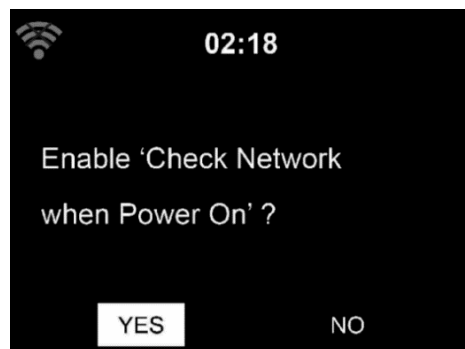 02:18
Enable ‘Check Network
when Power On’ ?
YES NO